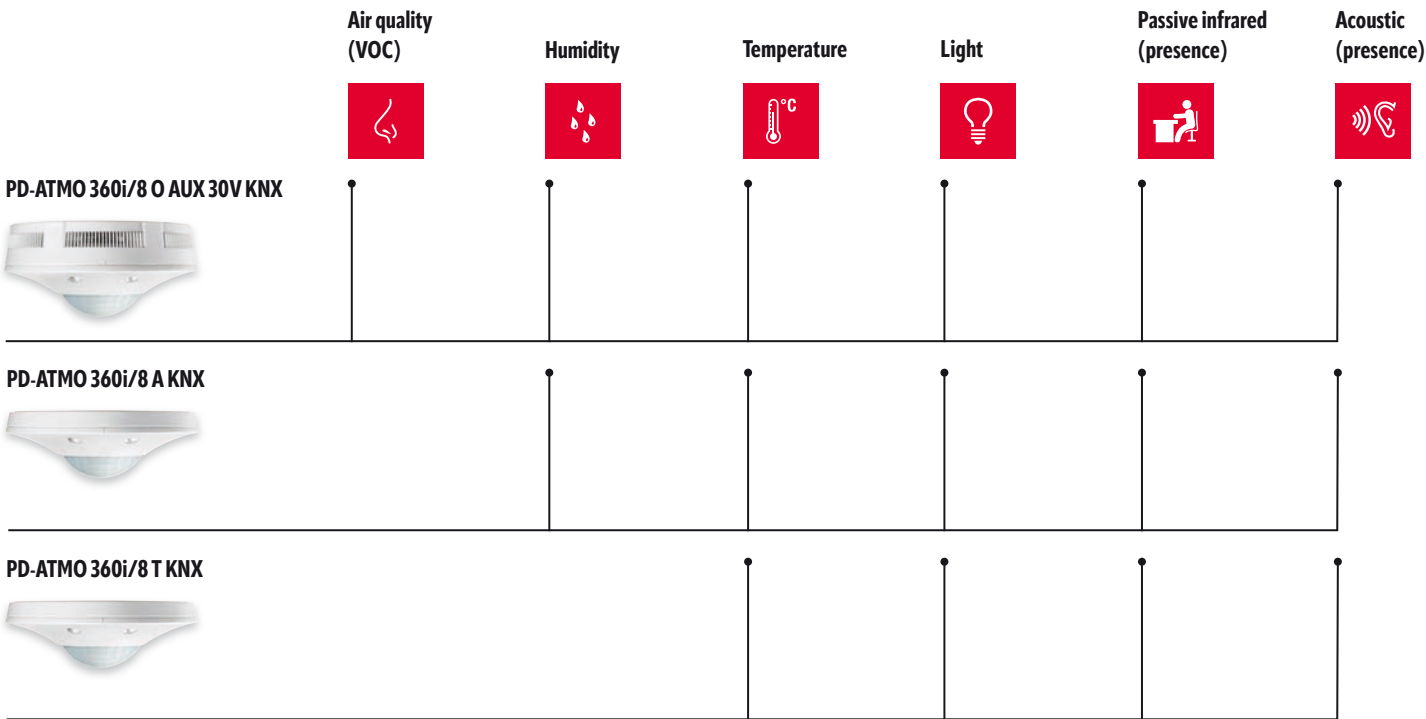 Air quality
(VOC)
Humidity
Temperature
Light
Passive infrared
(presence)
Acoustic
(presence)
°C
PD-ATMO 360i/8 O AUX 30V KNX
PD-ATMO 360i/8 A KNX
PD-ATMO 360i/8 T KNX